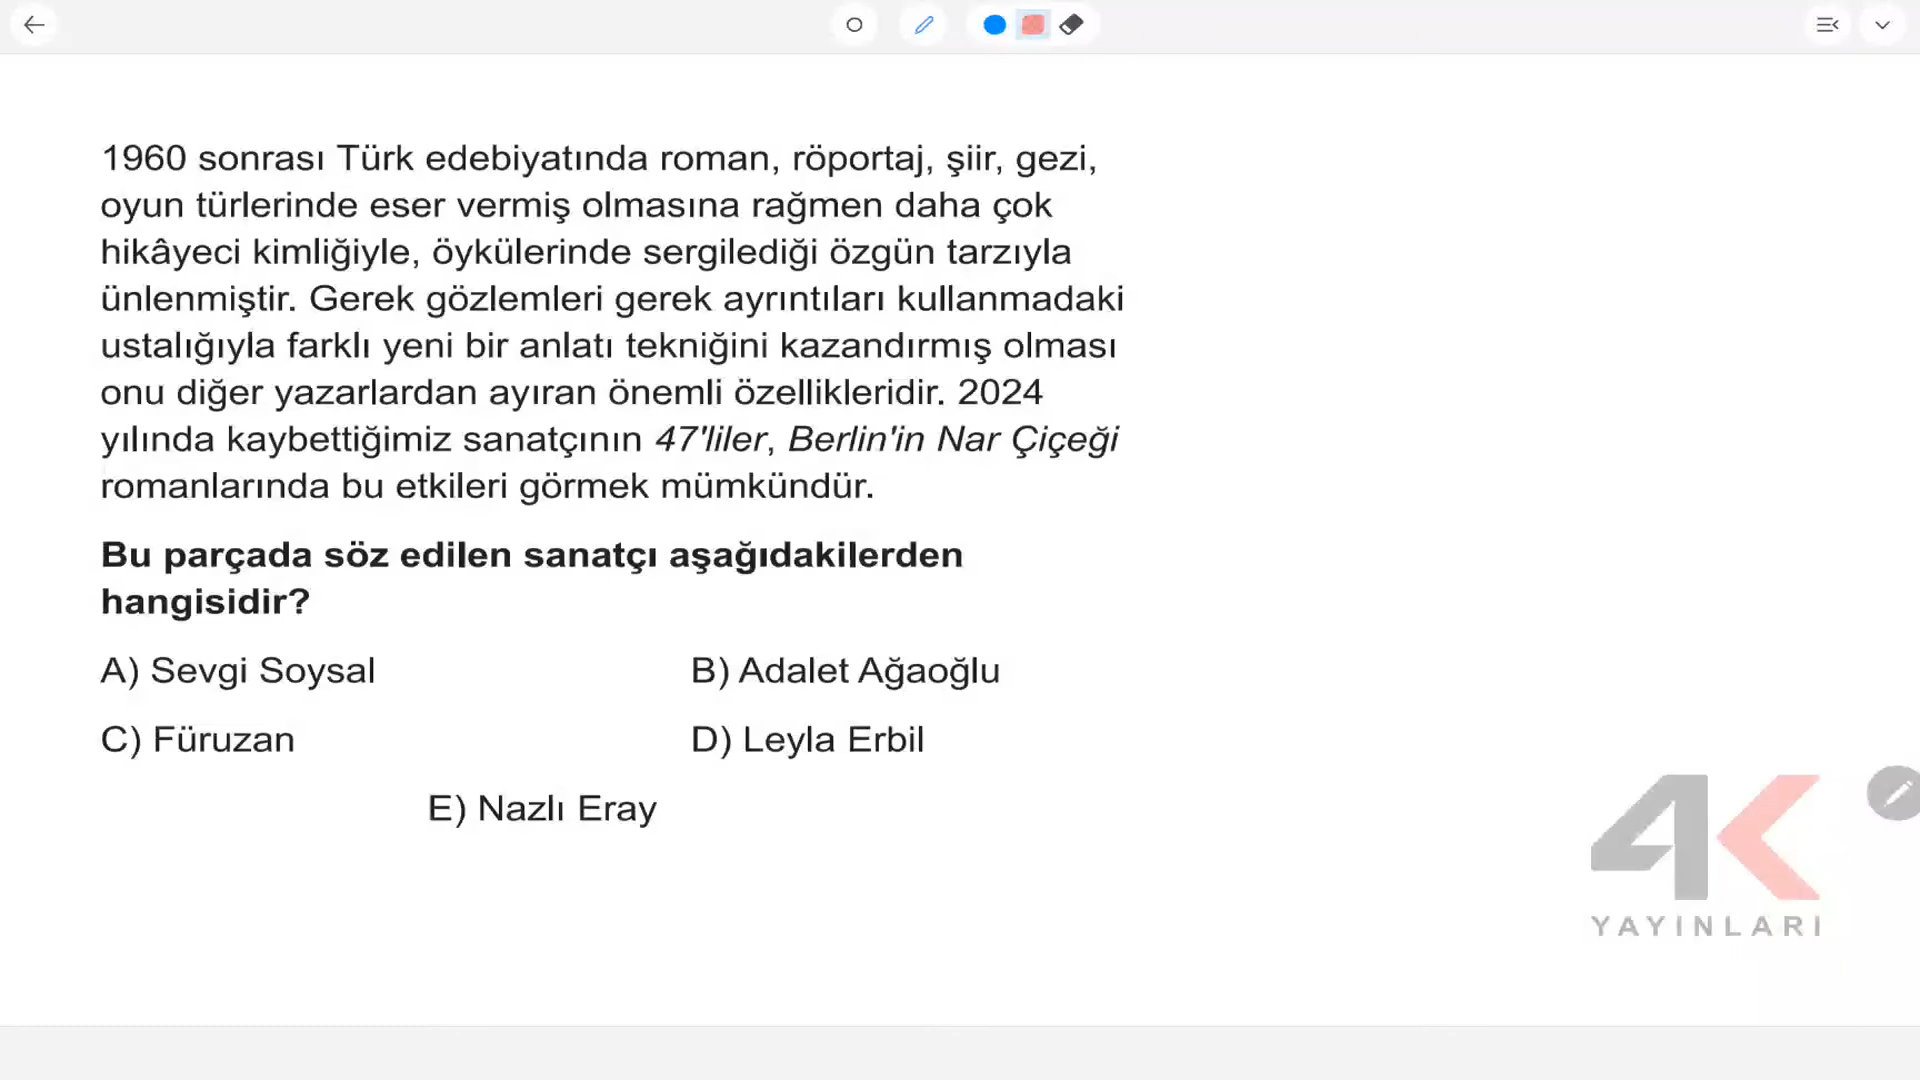 1960 sonrası Türk edebiyatında roman, röportaj, şiir, gezi,
oyun türlerinde eser vermiş olmasına rağmen daha çok
hikâyeci kimliğiyle, öykülerinde sergilediği özgün tarzıyla
ünlenmiştir. Gerek gözlemleri gerek ayrıntıları kullanmadaki
ustalığıyla farklı yeni bir anlatı tekniğini kazandırmış olması
onu diğer yazarlardan ayıran önemli özellikleridir. 2024
yılında kaybettiğimiz sanatçının 47'liler, Berlin'in Nar Çiçeği
romanlarında bu etkileri görmek mümkündür.
Bu parçada söz edilen sanatçı aşağıdakilerden
hangisidir?
A) Sevgi Soysal
B) Adalet Ağaoğlu
C) Füruzan
D) Leyla Erbil
E) Nazlı Eray
4K
YAYINLARI